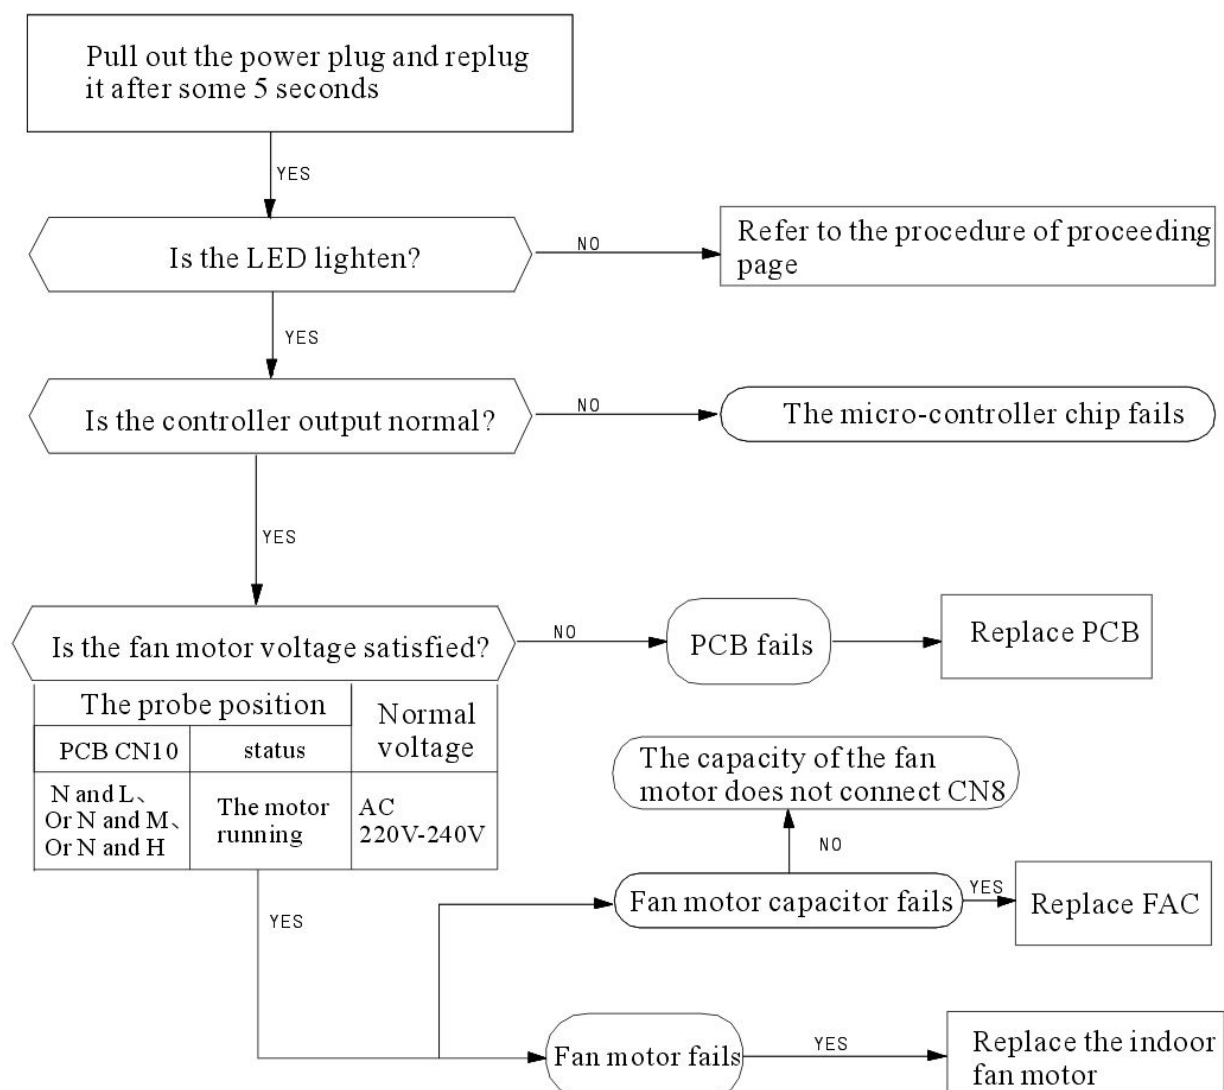 Pull out the power plug and replug
it after some 5 seconds
YES
Is the LED lighten?
NO
Refer to the procedure of proceeding
page
YES
Is the controller output normal?
NO
The micro-controller chip fails
YES
Is the fan motor voltage satisfied?
NO
PCB fails
Replace PCB
The probe position
Normal
voltage
PCB CN10
status
N and L、
Or N and M、
Or N and H
The motor
running
AC
220V-240V
The capacity of the fan
motor does not connect CN8
NO
YES
Fan motor capacitor fails
YES
Replace FAC
Fan motor fails
YES
Replace the indoor
fan motor